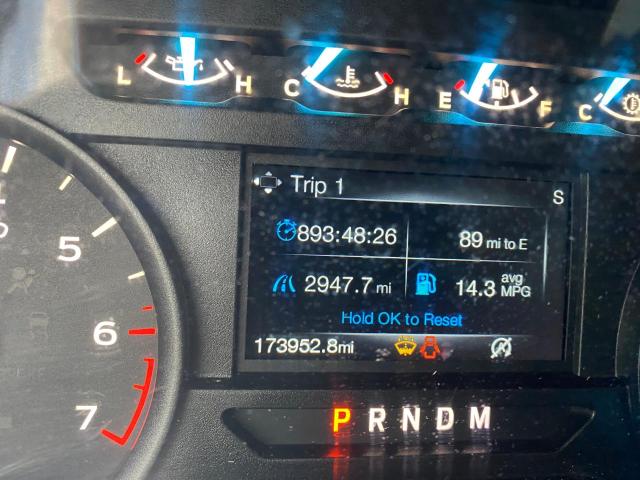 L H C H E F C
Trip 1
S
893:48:26 89 mi to E
2947.7 mi 14.3 avg MPG
Hold OK to Reset
173952.8mi
5
6
7
P R N D M